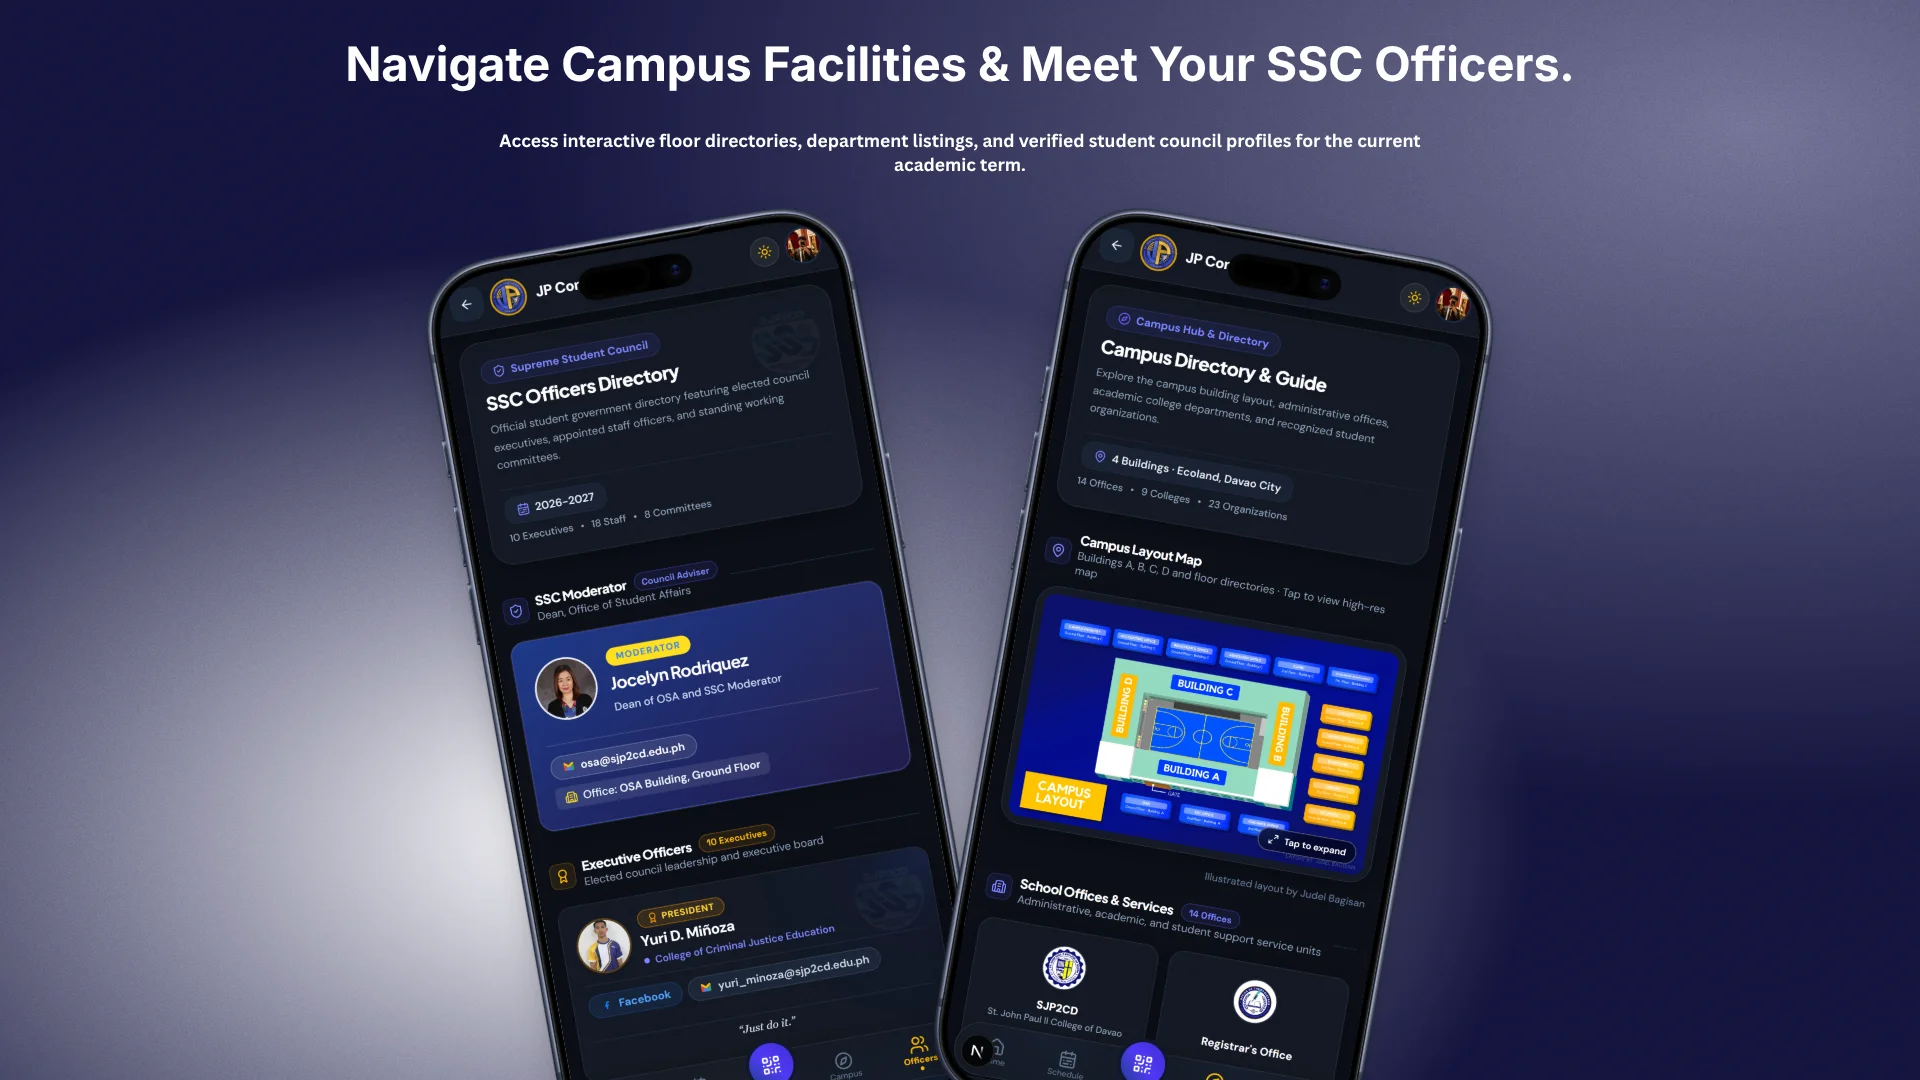 Navigate Campus Facilities & Meet Your SSC Officers.
Access interactive floor directories, department listings, and verified student council profiles for the current
academic term.
JP Cor
Supreme Student Council
SSC Officers Directory
Official student government directory featuring elected council
executives, appointed staff officers, and standing working
committees.
2026-2027
10 Executives • 18 Staff • 8 Committees
SSC Moderator
Council Adviser
Dean, Office of Student Affairs
MODERATOR
Jocelyn Rodriquez
Dean of OSA and SSC Moderator
osa@sjp2cd.edu.ph
Office: OSA Building, Ground Floor
Executive Officers
10 Executives
Elected council leadership and executive board
PRESIDENT
Yuri D. Miñoza
College of Criminal Justice Education
Facebook
yuri_minoza@sjp2cd.edu.ph
“Just do it.”
Campus
Officers
JP Cor
Campus Hub & Directory
Campus Directory & Guide
Explore the campus building layout, administrative offices,
academic college departments, and recognized student
organizations.
4 Buildings · Ecoland, Davao City
14 Offices • 9 Colleges • 23 Organizations
Campus Layout Map
Buildings A, B, C, D and floor directories · Tap to view high-res
map
BUILDING C
BUILDING D
BUILDING B
BUILDING A
GATE
CAMPUS
LAYOUT
Tap to expand
Illustrated layout by Judel Bagisan
School Offices & Services
14 Offices
Administrative, academic, and student support service units
SJP2CD
St. John Paul II College of Davao
Registrar's Office
N
me
Schedule